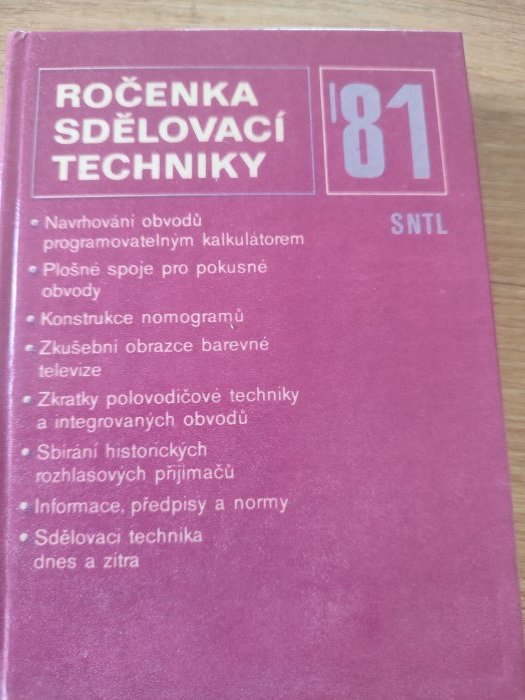 ROČENKA
SDĚLOVACÍ
TECHNIKY
'81
SNTL
• Navrhování obvodů
programovatelným kalkulátorem
• Plošné spoje pro pokusné
obvody
• Konstrukce nomogramů
• Zkušební obrazce barevné
televize
• Zkratky polovodičové techniky
a integrovaných obvodů
• Sbírání historických
rozhlasových přijímačů
• Informace, předpisy a normy
• Sdělovací technika
dnes a zítra